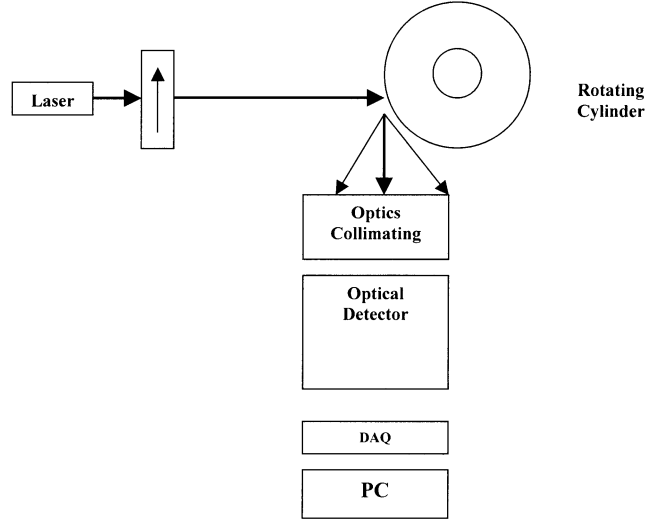 Laser
Rotating
Cylinder
Optics
Collimating
Optical
Detector
DAQ
PC